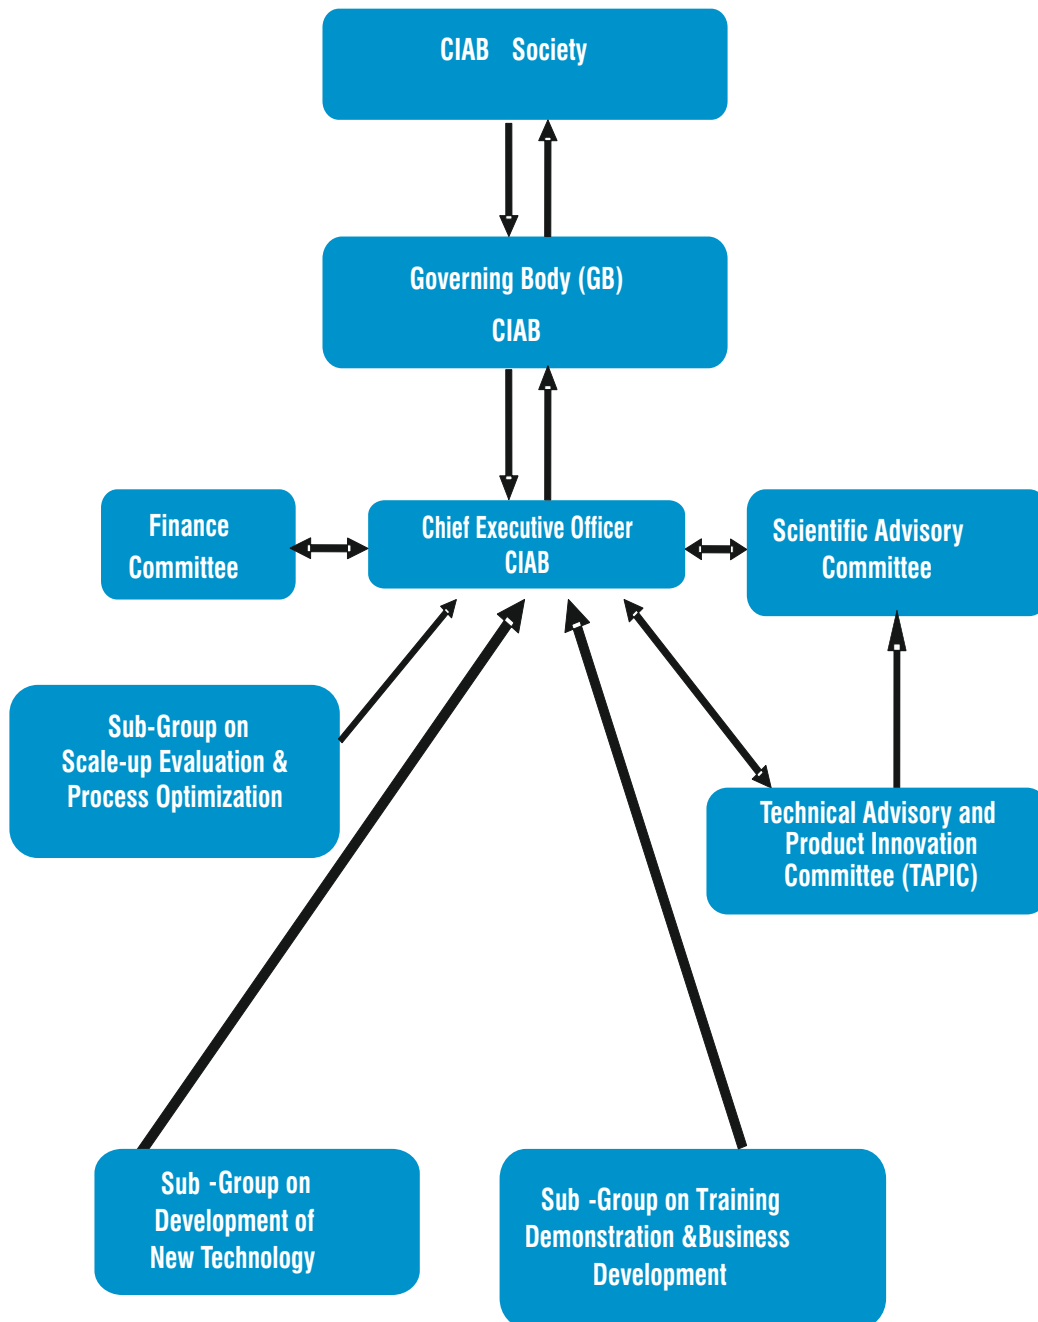 CIAB Society
Governing Body (GB)
CIAB
Finance
Committee
Chief Executive Officer
CIAB
Scientific Advisory
Committee
Sub-Group on
Scale-up Evaluation &
Process Optimization
Technical Advisory and
Product Innovation
Committee (TAPIC)
Sub -Group on
Development of
New Technology
Sub -Group on Training
Demonstration &Business
Development